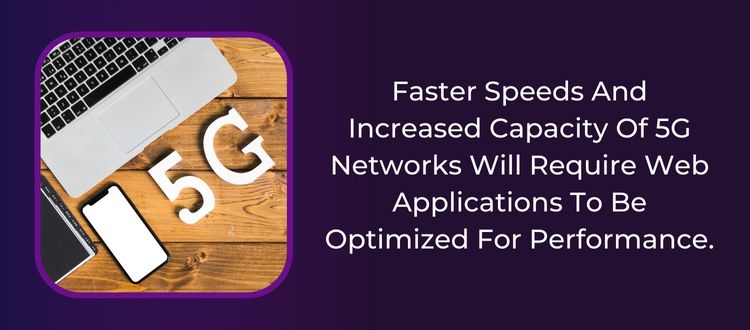 5G
Faster Speeds And
Increased Capacity Of 5G
Networks Will Require Web
Applications To Be
Optimized For Performance.